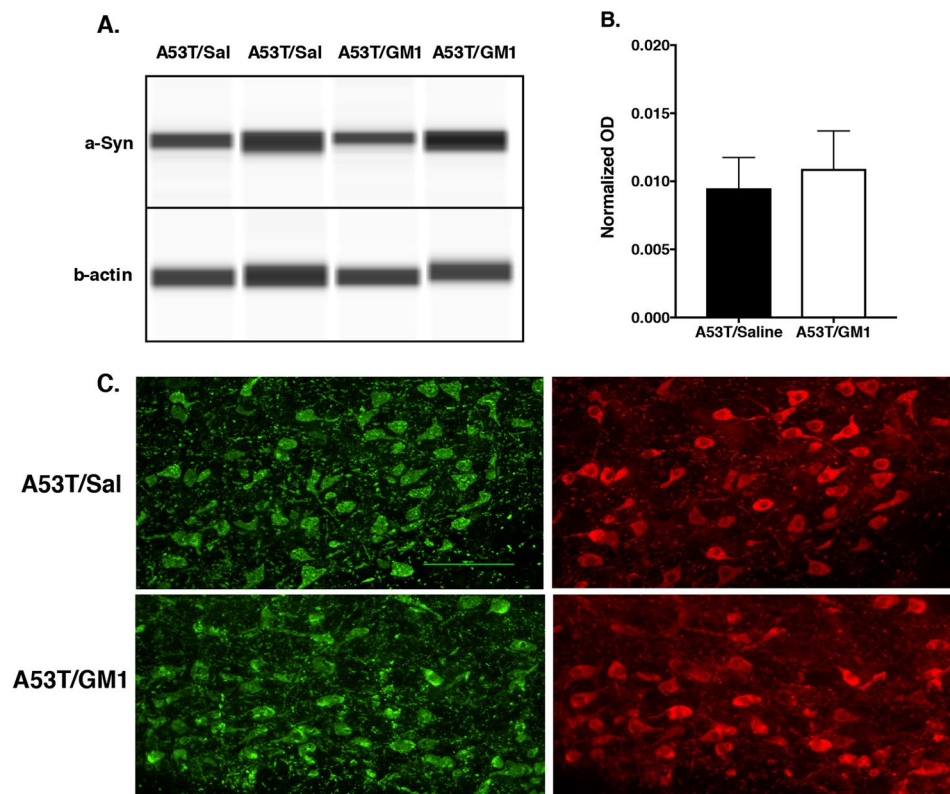 A.
A53T/Sal A53T/Sal A53T/GM1 A53T/GM1
a-Syn
b-actin
B.
Normalized OD
0.020
0.015
0.010
0.005
0.000
A53T/Saline A53T/GM1
C.
A53T/Sal
A53T/GM1